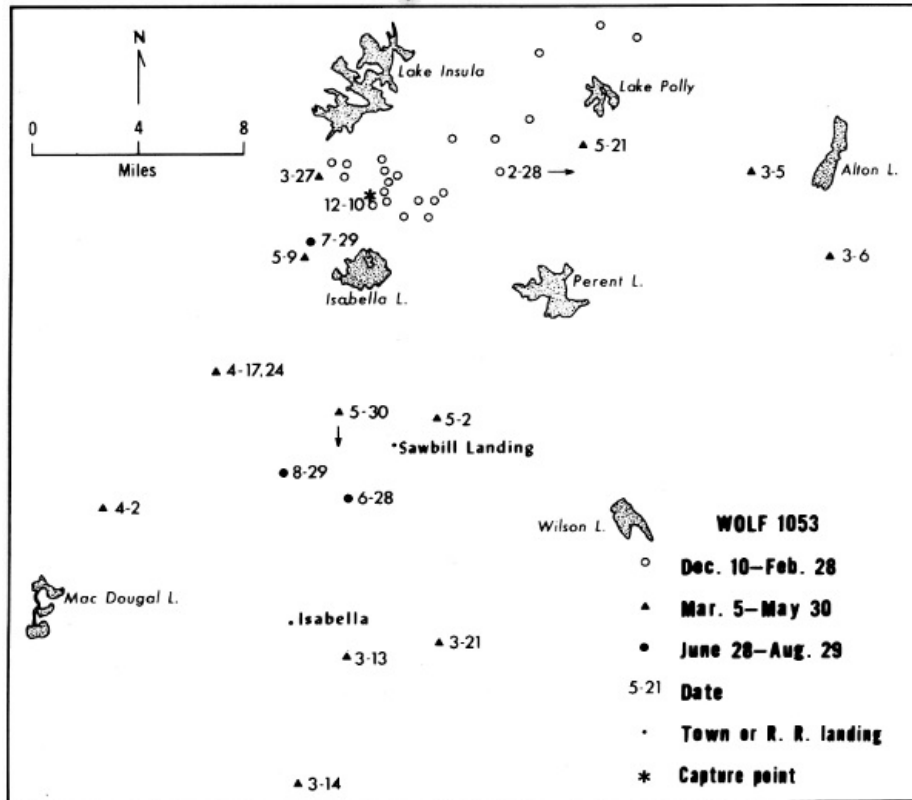 N
Lake Insula
Lake Polly
0 4 8
Miles
5-21
3-27
2-28
3-5
Alton L.
12-10
7-29
5-9
3-6
Isabella L.
Perent L.
4-17,24
5-30
5-2
Sawbill Landing
8-29
6-28
4-2
Wilson L.
WOLF 1053
Dec. 10–Feb. 28
Mac Dougal L.
Mar. 5–May 30
Isabella
June 28–Aug. 29
3-21
3-13
5-21 Date
Town or R. R. landing
3-14
* Capture point